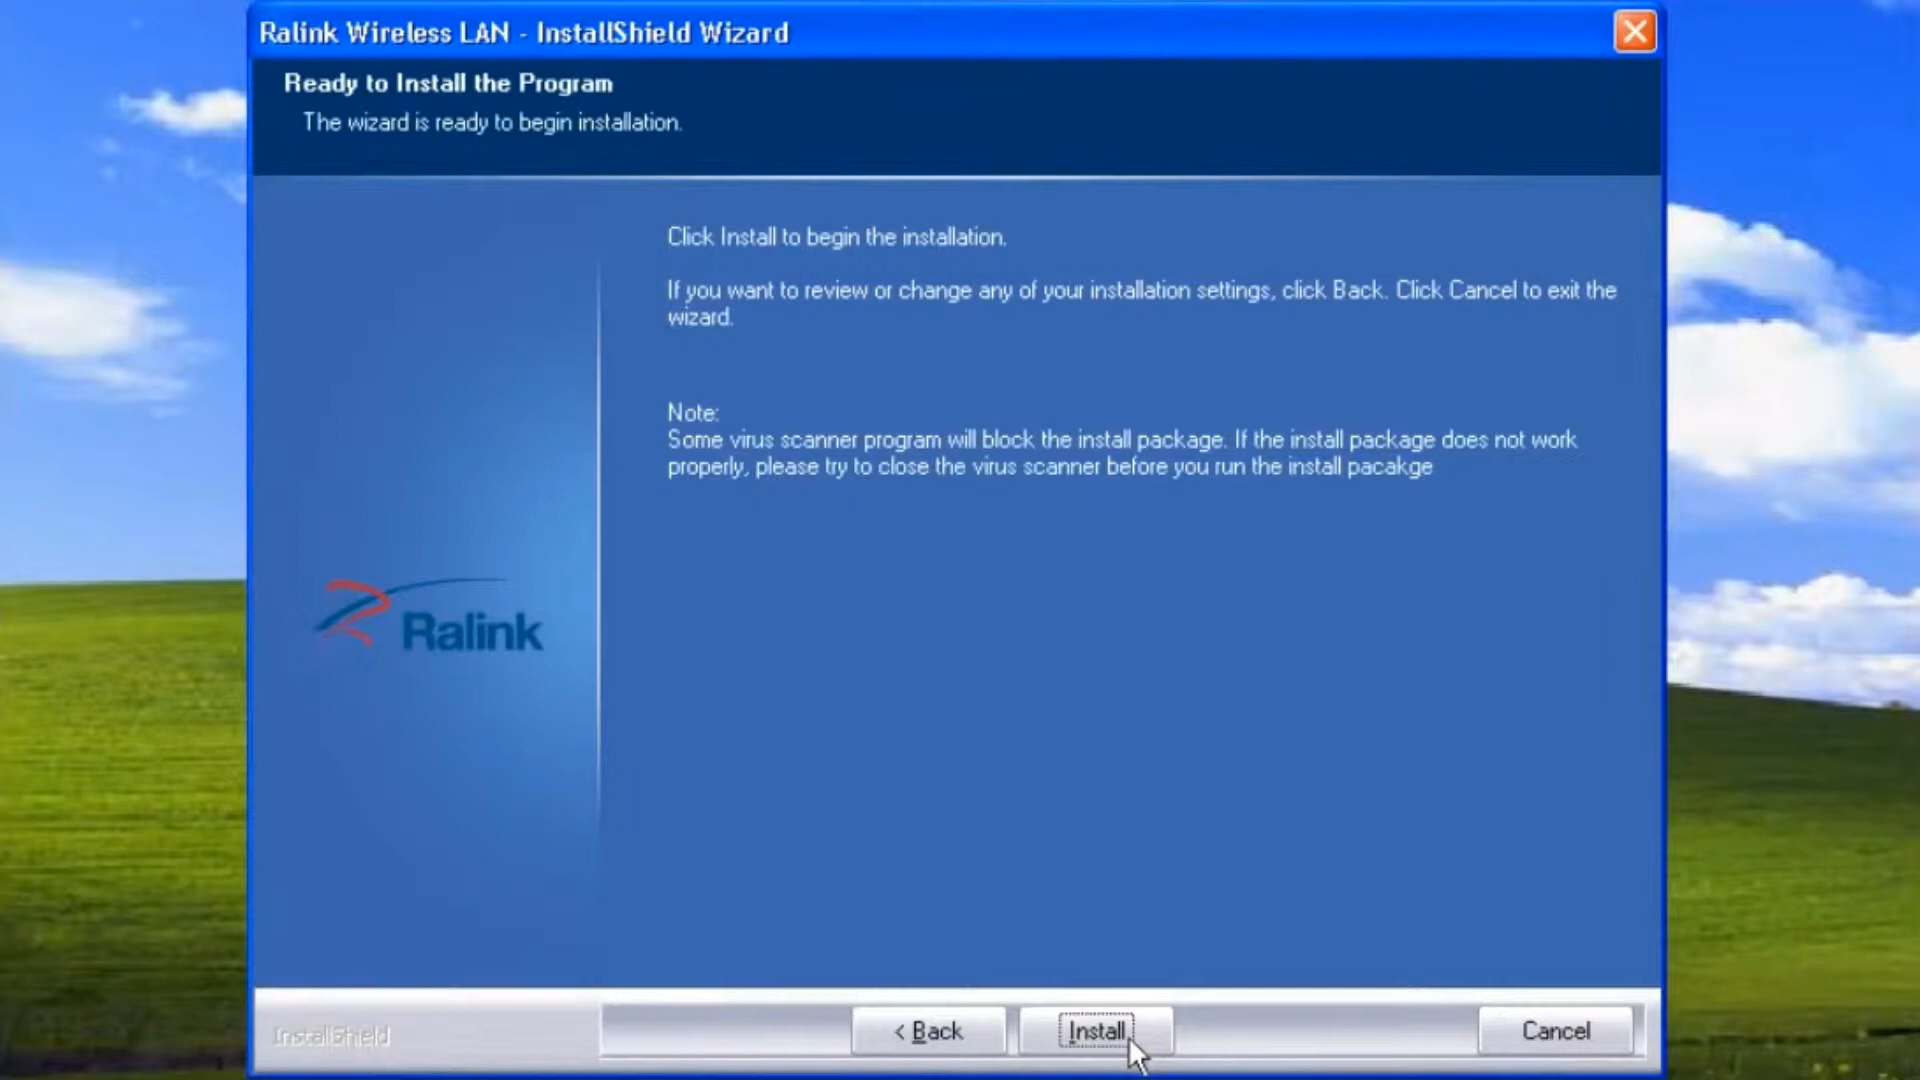 Ralink Wireless LAN - InstallShield Wizard
Ready to Install the Program
The wizard is ready to begin installation.
Click Install to begin the installation.
If you want to review or change any of your installation settings, click Back. Click Cancel to exit the
wizard.
Note:
Some virus scanner program will block the install package. If the install package does not work
properly, please try to close the virus scanner before you run the install pacakge
Ralink
InstallShield
< Back
Install
Cancel